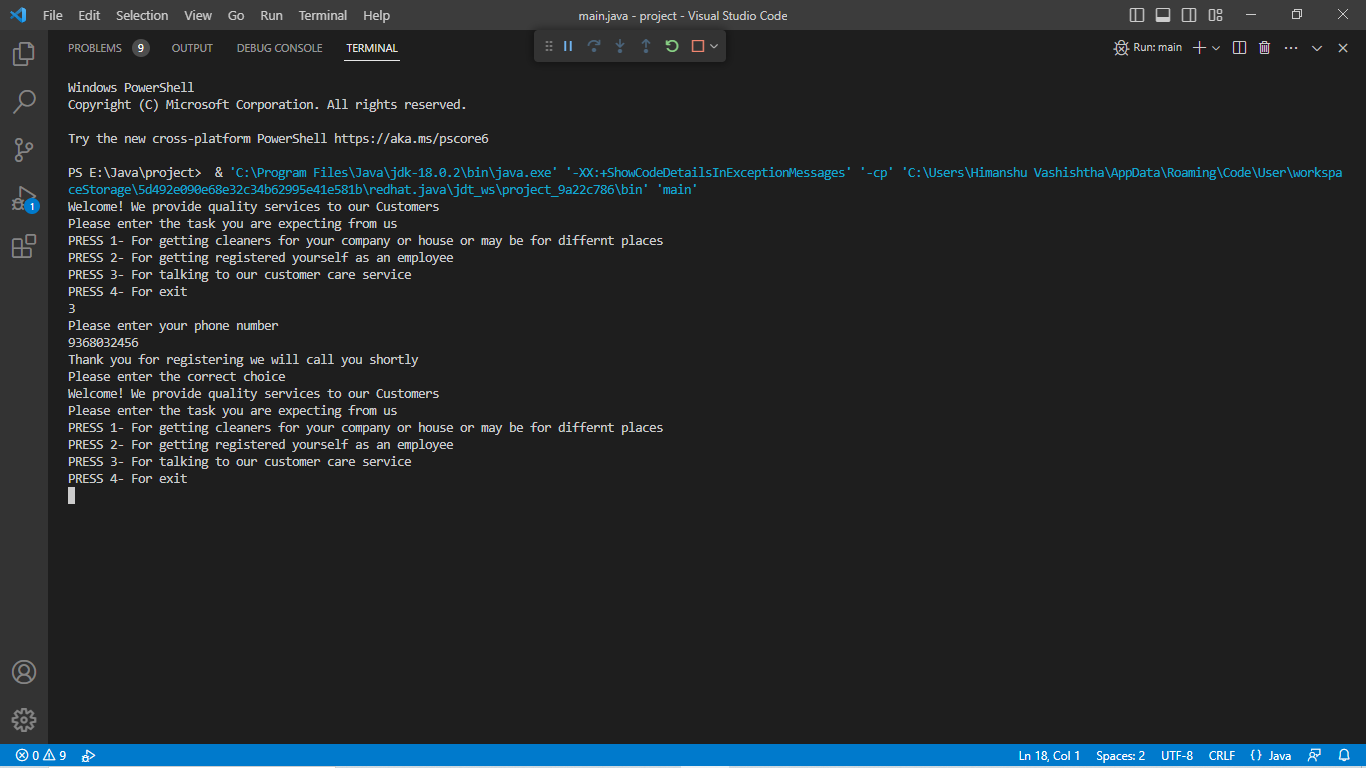 File Edit Selection View Go Run Terminal Help main.java - project - Visual Studio Code
PROBLEMS 9 OUTPUT DEBUG CONSOLE TERMINAL Run: main
Windows PowerShell
Copyright (C) Microsoft Corporation. All rights reserved.
Try the new cross-platform PowerShell https://aka.ms/pscore6
PS E:\Java\project>  & 'C:\Program Files\Java\jdk-18.0.2\bin\java.exe' '-XX:+ShowCodeDetailsInExceptionMessages' '-cp' 'C:\Users\Himanshu Vashishtha\AppData\Roaming\Code\User\workspa
ceStorage\5d492e090e68e32c34b62995e41e581b\redhat.java\jdt_ws\project_9a22c786\bin' 'main'
Welcome! We provide quality services to our Customers
Please enter the task you are expecting from us
PRESS 1- For getting cleaners for your company or house or may be for differnt places
PRESS 2- For getting registered yourself as an employee
PRESS 3- For talking to our customer care service
PRESS 4- For exit
3
Please enter your phone number
9368032456
Thank you for registering we will call you shortly
Please enter the correct choice
Welcome! We provide quality services to our Customers
Please enter the task you are expecting from us
PRESS 1- For getting cleaners for your company or house or may be for differnt places
PRESS 2- For getting registered yourself as an employee
PRESS 3- For talking to our customer care service
PRESS 4- For exit
1
0 9 Ln 18, Col 1 Spaces: 2 UTF-8 CRLF {} Java